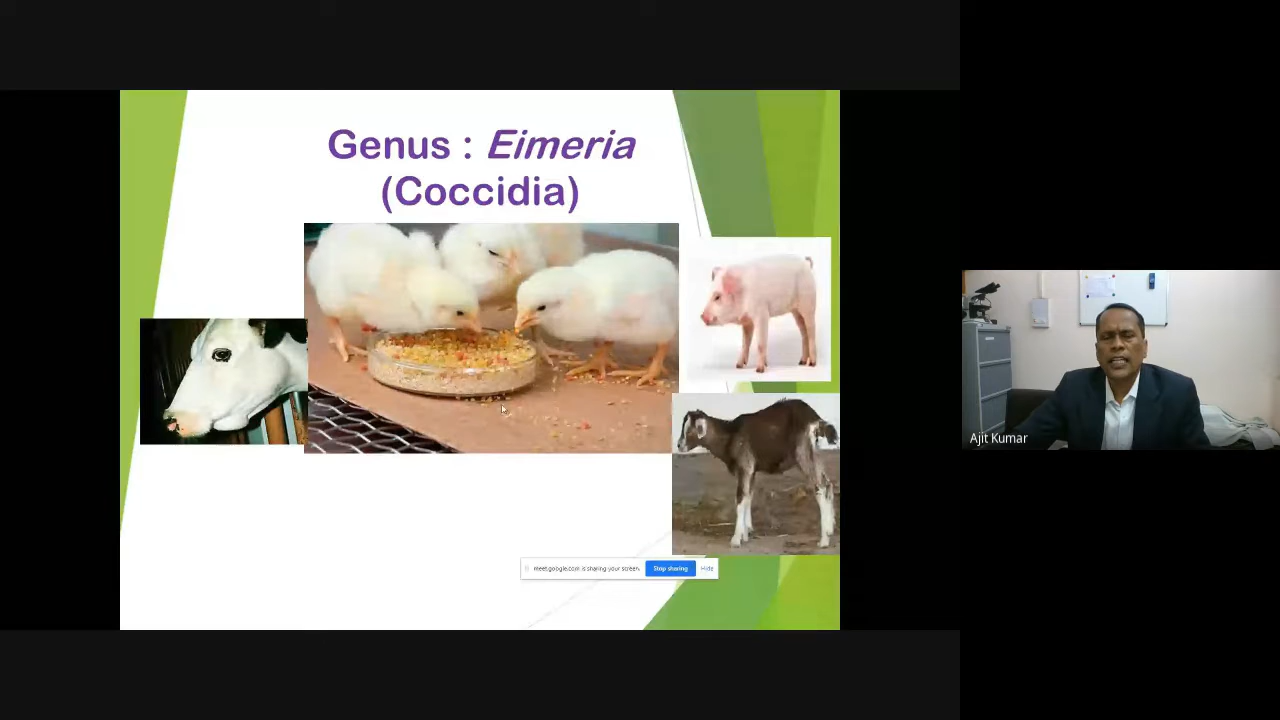 Genus : Eimeria
(Coccidia)
meet.google.com is sharing your screen.
Stop sharing
Hide
Ajit Kumar